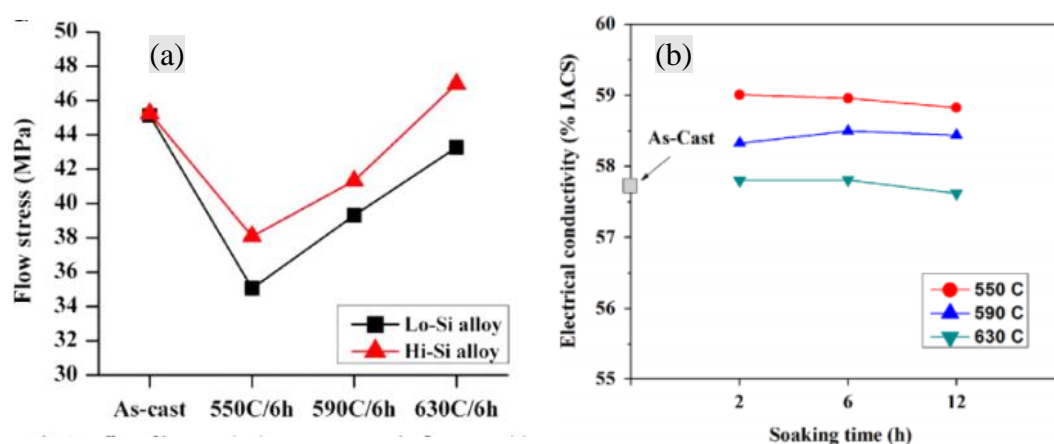 (a)
Flow stress (MPa)
50
48
46
44
42
40
38
36
34
32
30
Lo-Si alloy
Hi-Si alloy
As-cast 550C/6h 590C/6h 630C/6h
(b)
Electrical conductivity (% IACS)
60
59
58
57
56
55
As-Cast
550 C
590 C
630 C
2 6 12
Soaking time (h)